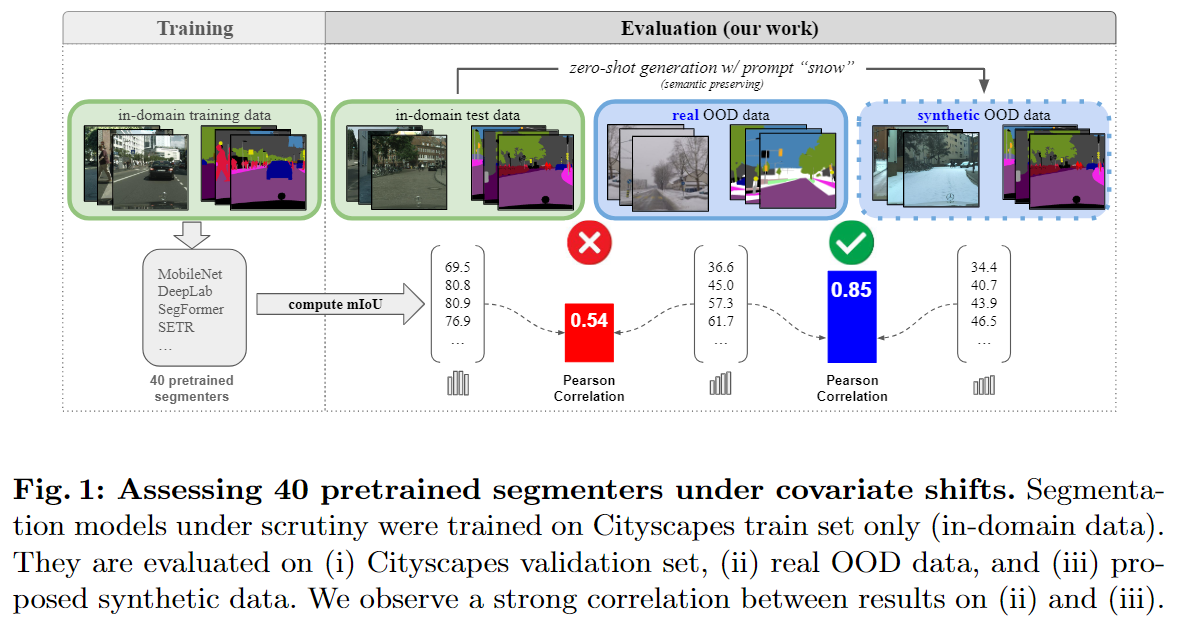 Training
Evaluation (our work)
zero-shot generation w/ prompt “snow”
(semantic preserving)
in-domain training data
in-domain test data
real OOD data
synthetic OOD data
MobileNet
DeepLab
SegFormer
SETR
...
40 pretrained
segmenters
compute mIoU
69.5
80.8
80.9
76.9
...
0.54
Pearson
Correlation
36.6
45.0
57.3
61.7
...
0.85
Pearson
Correlation
34.4
40.7
43.9
46.5
...
Fig. 1: Assessing 40 pretrained segmenters under covariate shifts. Segmenta-
tion models under scrutiny were trained on Cityscapes train set only (in-domain data).
They are evaluated on (i) Cityscapes validation set, (ii) real OOD data, and (iii) pro-
posed synthetic data. We observe a strong correlation between results on (ii) and (iii).